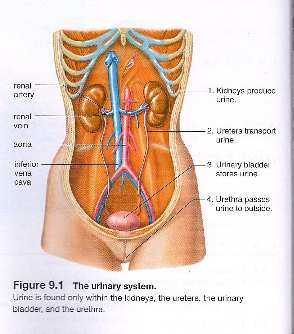 renal
artery
renal
vein
aorta
inferior
vena
cava
1. Kidneys produce
urine.
2. Ureters transport
urine.
3. Urinary bladder
stores urine.
4. Urethra passes
urine to outside.
Figure 9.1 The urinary system.
Urine is found only within the kidneys, the ureters, the urinary
bladder, and the urethra.